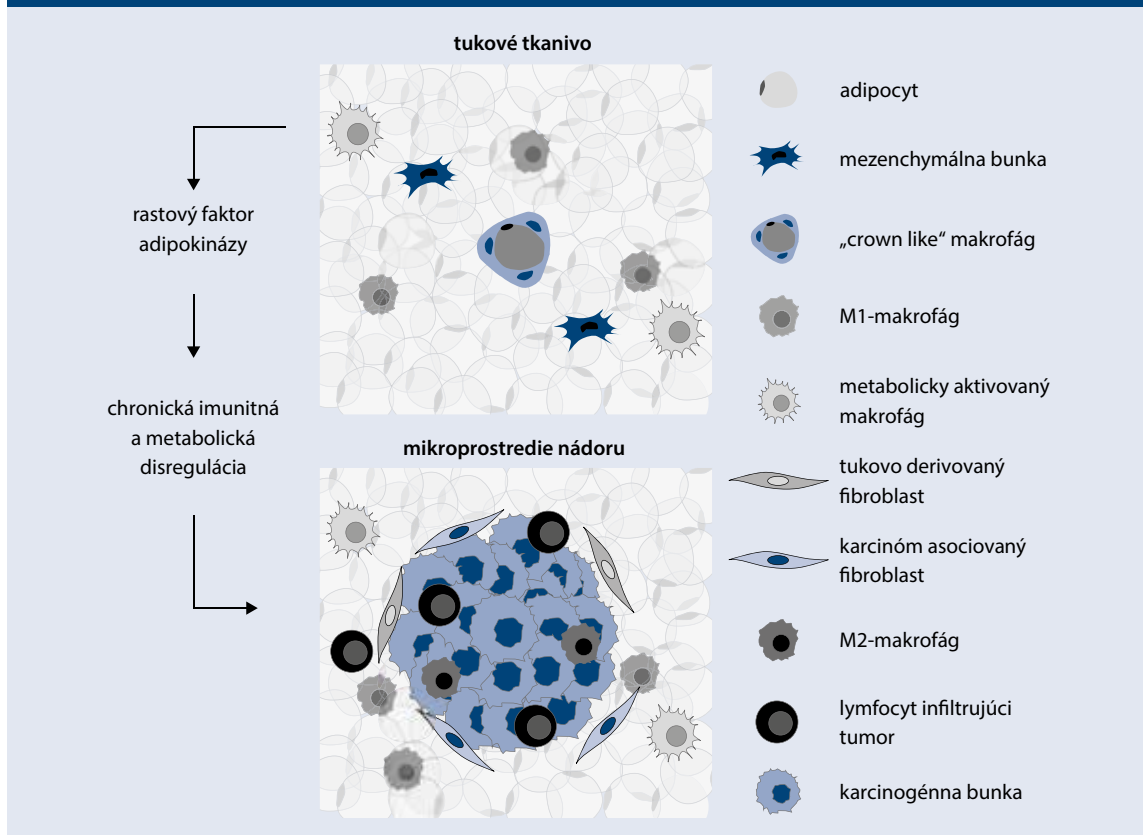 tukové tkanivo
rastový faktor
adipokinázy
chronická imunitná
a metabolická
disregulácia
mikroprostredie nádoru
adipocyt
mezenchymálna bunka
„crown like“ makrofág
M1-makrofág
metabolicky aktivovaný
makrofág
tukovo derivovaný
fibroblast
karcinóm asociovaný
fibroblast
M2-makrofág
lymfocyt infiltrujúci
tumor
karcinogénna bunka